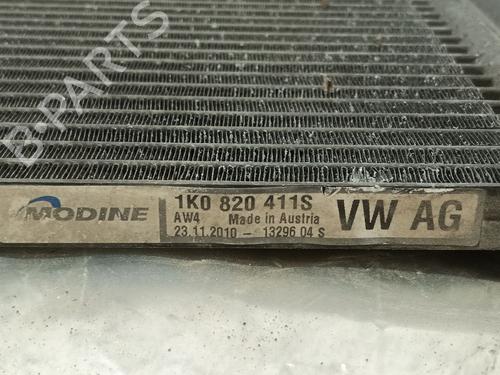 B-PARTS
MODINE
1K0 820 411S
AW4 Made in Austria
23.11.2010 - 13296 04 S
VW AG